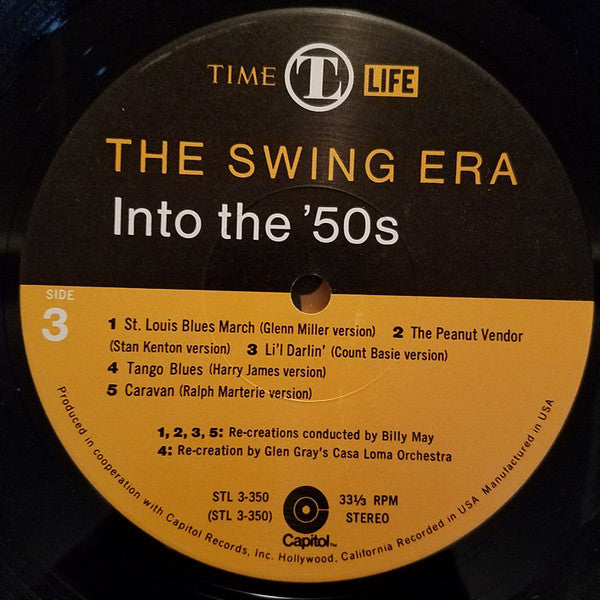 TIME TL LIFE
THE SWING ERA
Into the '50s
SIDE
3
1 St. Louis Blues March (Glenn Miller version) 2 The Peanut Vendor
(Stan Kenton version) 3 Li'l Darlin' (Count Basie version)
4 Tango Blues (Harry James version)
5 Caravan (Ralph Marterie version)
1, 2, 3, 5: Re-creations conducted by Billy May
4: Re-creation by Glen Gray's Casa Loma Orchestra
STL 3-350 33⅓ RPM
(STL 3-350) STEREO
Capitol™
Produced in cooperation with Capitol Records, Inc. Hollywood, California Recorded in USA Manufactured in USA